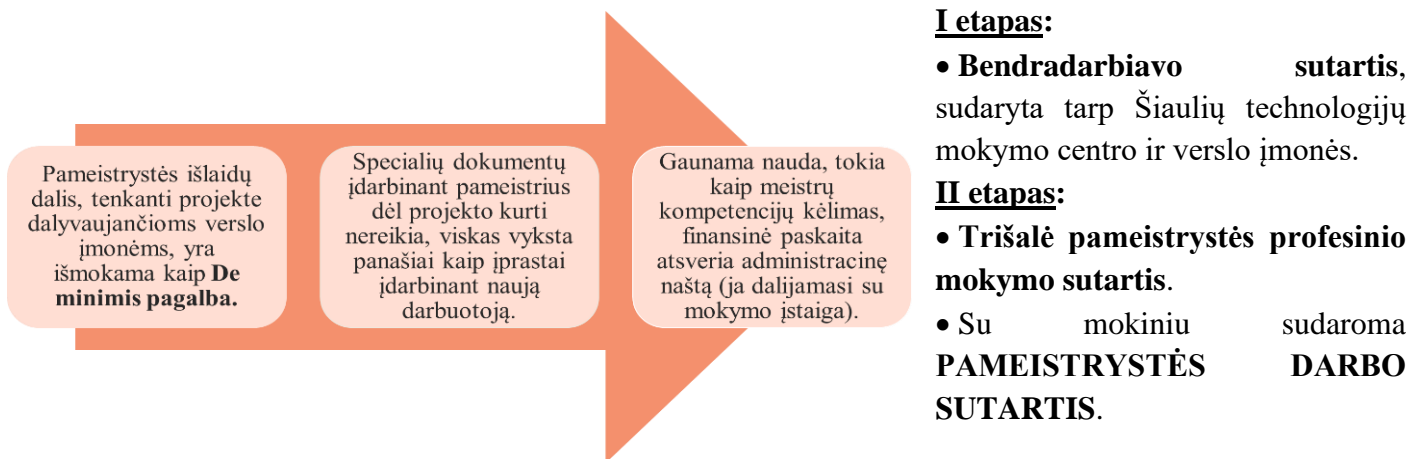 Pameistrystės išlaidų
dalis, tenkanti projekte
dalyvaujančioms verslo
įmonėms, yra
išmokama kaip De
minimis pagalba.
Specialių dokumentų
įdarbinant pameistrius
dėl projekto kurti
nereikia, viskas vyksta
panašiai kaip įprastai
įdarbinant naują
darbuotoją.
Gaunama nauda, tokia
kaip meistrų
kompetencijų kėlimas,
finansinė paskaita
atsveria administracinę
naštą (ja dalijamasi su
mokymo įstaiga).
I etapas:
• Bendradarbiavo sutartis,
sudaryta tarp Šiaulių technologijų
mokymo centro ir verslo įmonės.
II etapas:
• Trišalė pameistrystės profesinio
mokymo sutartis.
• Su mokiniu sudaroma
PAMEISTRYSTĖS DARBO
SUTARTIS.